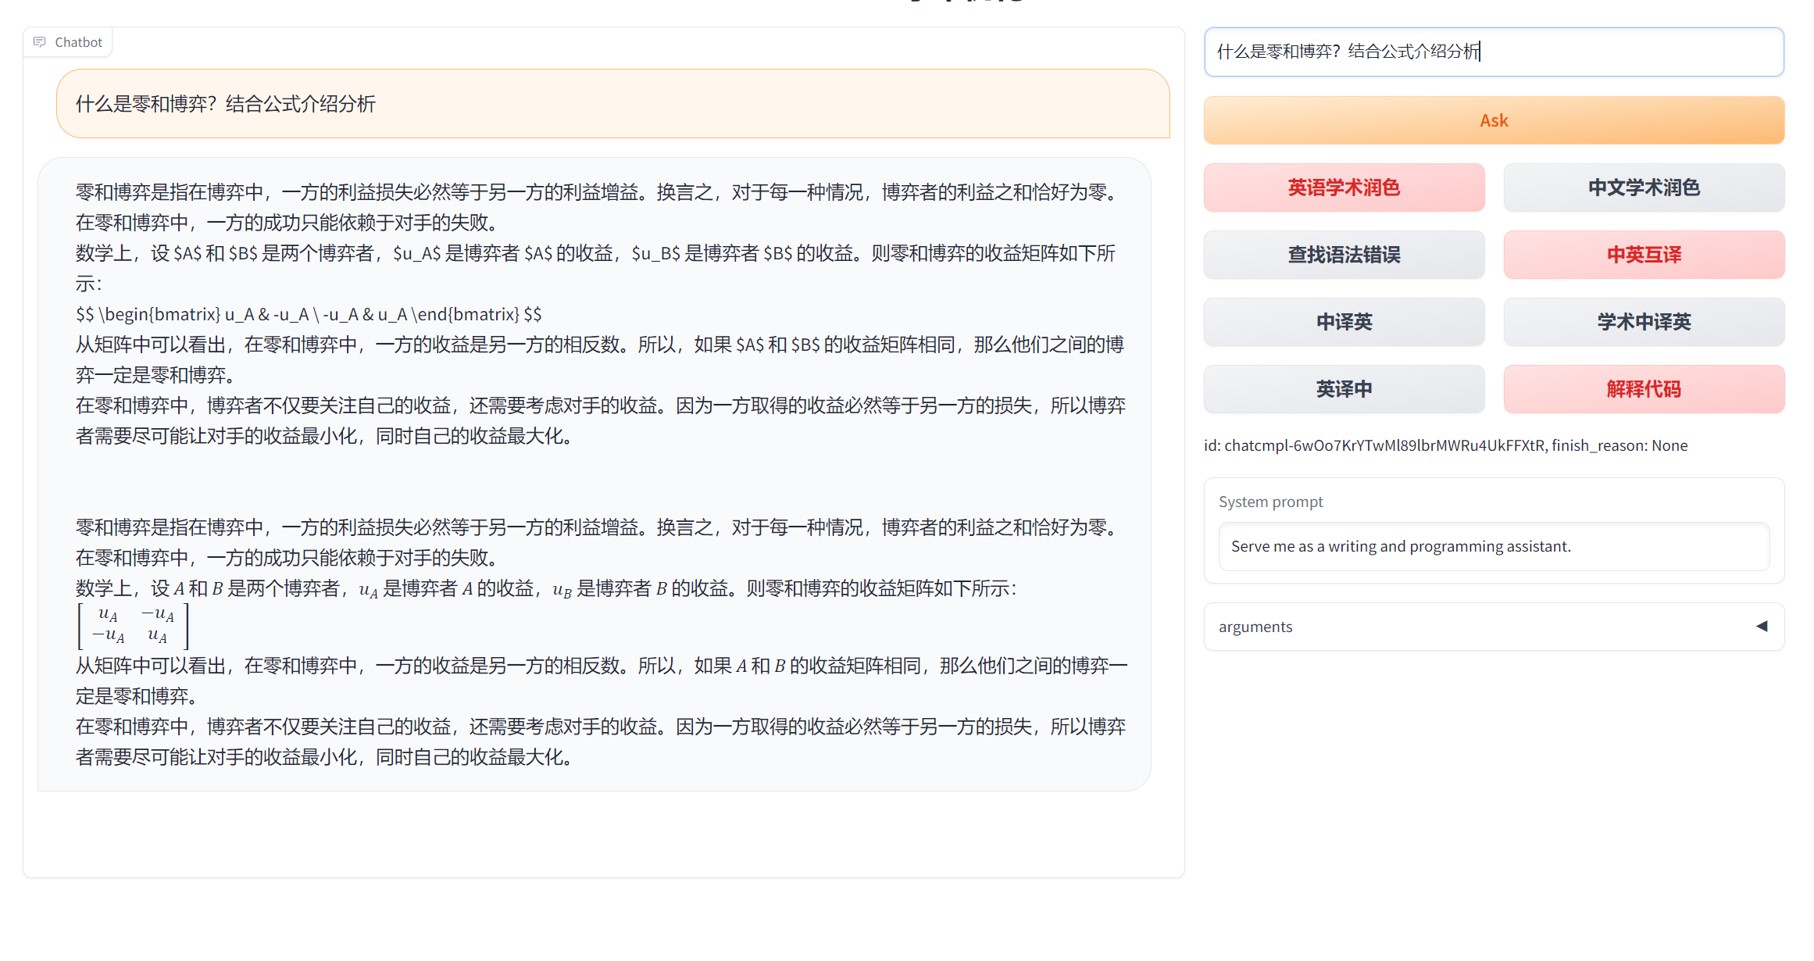 Chatbot
什么是零和博弈？结合公式介绍分析
零和博弈是指在博弈中，一方的利益损失必然等于另一方的利益增益。换言之，对于每一种情况，博弈者的利益之和恰好为零。
在零和博弈中，一方的成功只能依赖于对手的失败。
数学上，设 $A$ 和 $B$ 是两个博弈者，$u_A$ 是博弈者 $A$ 的收益，$u_B$ 是博弈者 $B$ 的收益。则零和博弈的收益矩阵如下所
示：
$$ \begin{bmatrix} u_A & -u_A \ -u_A & u_A \end{bmatrix} $$
从矩阵中可以看出，在零和博弈中，一方的收益是另一方的相反数。所以，如果 $A$ 和 $B$ 的收益矩阵相同，那么他们之间的博
弈一定是零和博弈。
在零和博弈中，博弈者不仅要关注自己的收益，还需要考虑对手的收益。因为一方取得的收益必然等于另一方的损失，所以博弈
者需要尽可能让对手的收益最小化，同时自己的收益最大化。
零和博弈是指在博弈中，一方的利益损失必然等于另一方的利益增益。换言之，对于每一种情况，博弈者的利益之和恰好为零。
在零和博弈中，一方的成功只能依赖于对手的失败。
数学上，设 A 和 B 是两个博弈者，u_A 是博弈者 A 的收益，u_B 是博弈者 B 的收益。则零和博弈的收益矩阵如下所示：
[ u_A -u_A
-u_A u_A ]
从矩阵中可以看出，在零和博弈中，一方的收益是另一方的相反数。所以，如果 A 和 B 的收益矩阵相同，那么他们之间的博弈一
定是零和博弈。
在零和博弈中，博弈者不仅要关注自己的收益，还需要考虑对手的收益。因为一方取得的收益必然等于另一方的损失，所以博弈
者需要尽可能让对手的收益最小化，同时自己的收益最大化。
什么是零和博弈？结合公式介绍分析
Ask
英语学术润色 中文学术润色
查找语法错误 中英互译
中译英 学术中译英
英译中 解释代码
id: chatcmpl-6wOo7KrYTwMl89lbrMWRu4UkFFXtR, finish_reason: None
System prompt
Serve me as a writing and programming assistant.
arguments